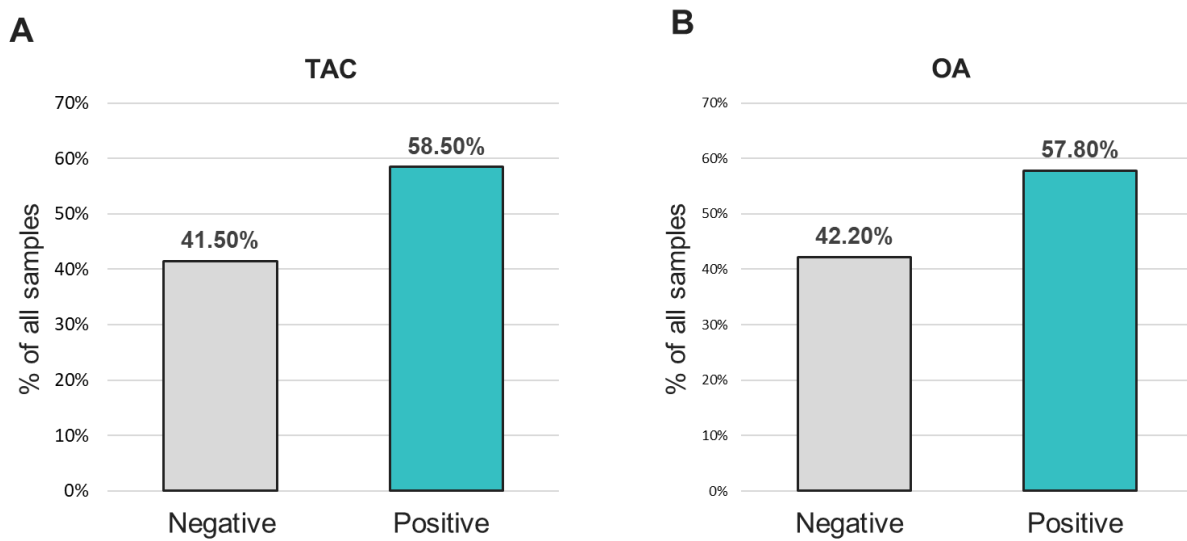 A
TAC
% of all samples
70%
60%
50%
40%
30%
20%
10%
0%
41.50%
58.50%
Negative
Positive
B
OA
% of all samples
70%
60%
50%
40%
30%
20%
10%
0%
42.20%
57.80%
Negative
Positive